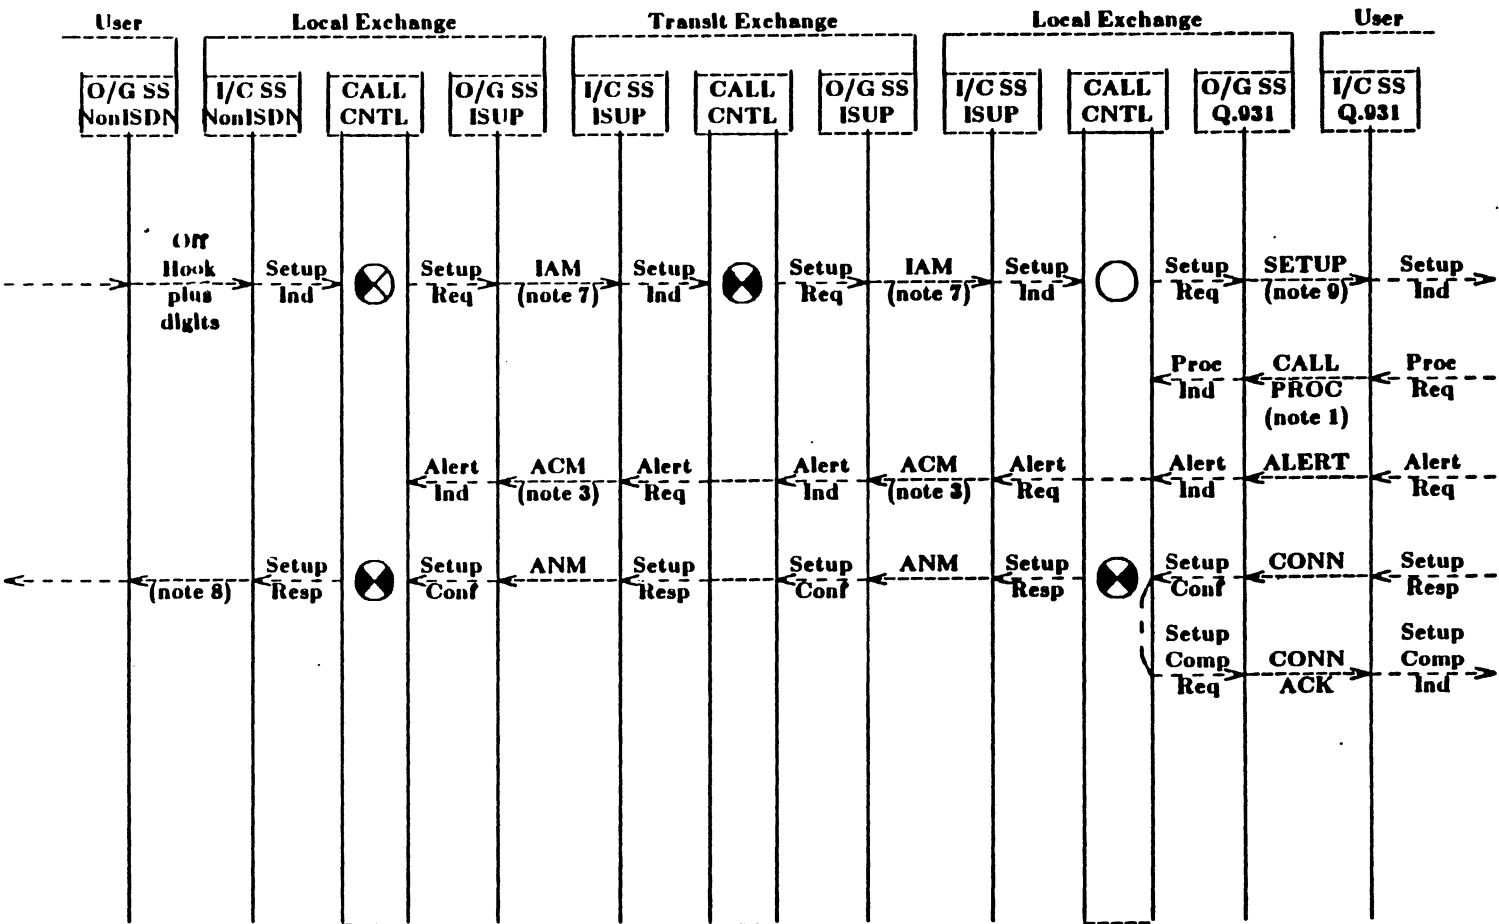 User
Local Exchange
Transit Exchange
Local Exchange
User
O/G SS
NonISDN
I/C SS
NonISDN
CALL
CNTL
O/G SS
ISUP
I/C SS
ISUP
CALL
CNTL
O/G SS
ISUP
I/C SS
ISUP
CALL
CNTL
O/G SS
Q.931
I/C SS
Q.931
Off
Hook
plus
digits
Setup
Ind
Setup
Req
IAM
(note 7)
Setup
Ind
Setup
Req
IAM
(note 7)
Setup
Ind
Setup
Req
SETUP
(note 9)
Setup
Ind
Proc
Ind
CALL
PROC
(note 1)
Proc
Req
Alert
Ind
ACM
(note 3)
Alert
Req
Alert
Ind
ACM
(note 3)
Alert
Req
Alert
Ind
ALERT
Alert
Req
(note 8)
Setup
Resp
Setup
Conf
ANM
Setup
Resp
Setup
Conf
ANM
Setup
Resp
Setup
Conf
CONN
Setup
Resp
Setup
Comp
Req
CONN
ACK
Setup
Comp
Ind